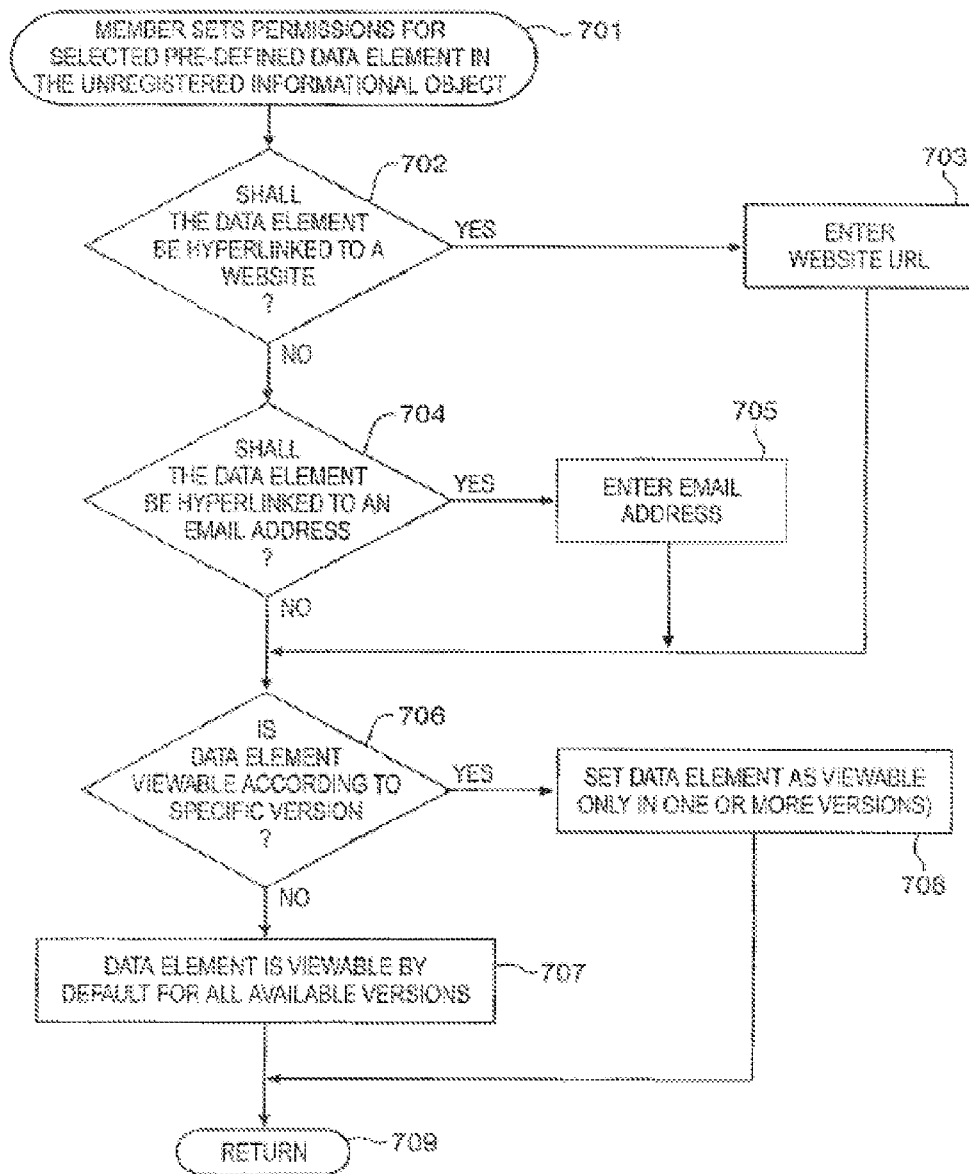 MEMBER SETS PERMISSIONS FOR
SELECTED PRE-DEFINED DATA ELEMENT IN
THE UNREGISTERED INFORMATIONAL OBJECT
701
702
SHALL
THE DATA ELEMENT
BE HYPERLINKED TO A
WEBSITE
?
YES
703
ENTER
WEBSITE URL
NO
704
SHALL
THE DATA ELEMENT
BE HYPERLINKED TO AN
EMAIL ADDRESS
?
YES
705
ENTER EMAIL
ADDRESS
NO
706
IS
DATA ELEMENT
VIEWABLE ACCORDING TO
SPECIFIC VERSION
?
YES
SET DATA ELEMENT AS VIEWABLE
ONLY IN ONE OR MORE VERSIONS)
708
NO
DATA ELEMENT IS VIEWABLE BY
DEFAULT FOR ALL AVAILABLE VERSIONS
707
RETURN
709